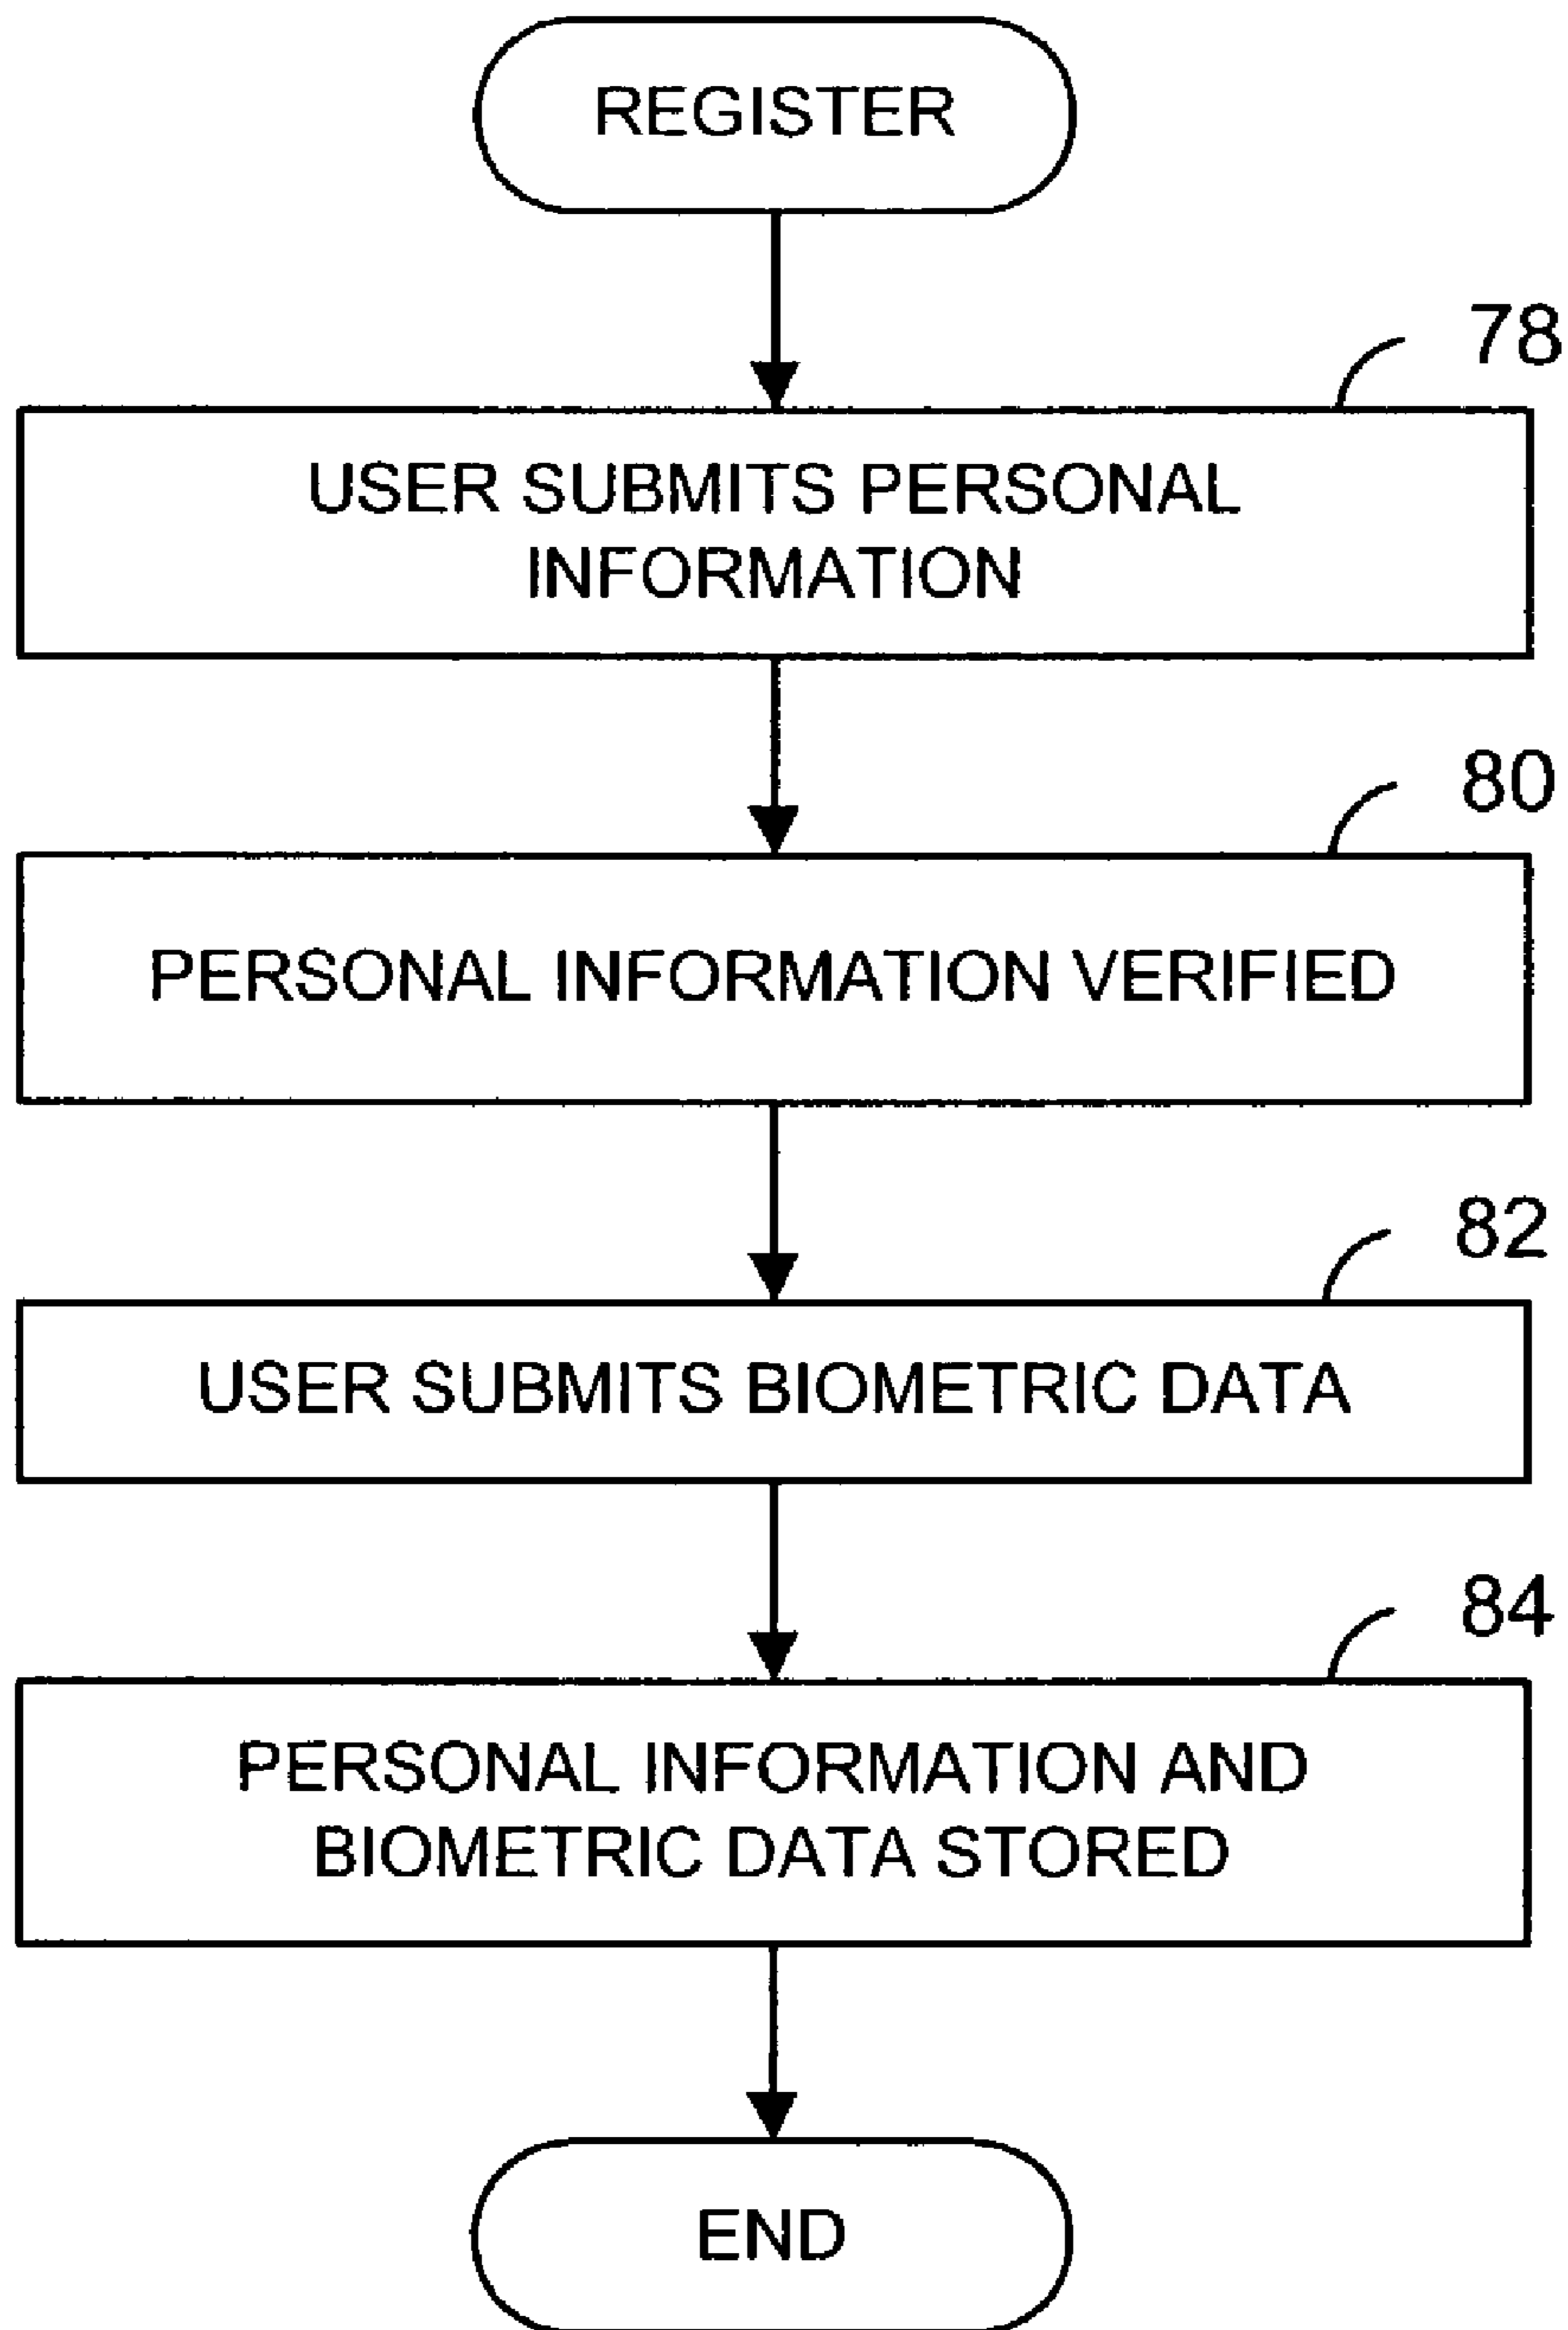 REGISTER
78
USER SUBMITS PERSONAL
INFORMATION
80
PERSONAL INFORMATION VERIFIED
82
USER SUBMITS BIOMETRIC DATA
84
PERSONAL INFORMATION AND
BIOMETRIC DATA STORED
END